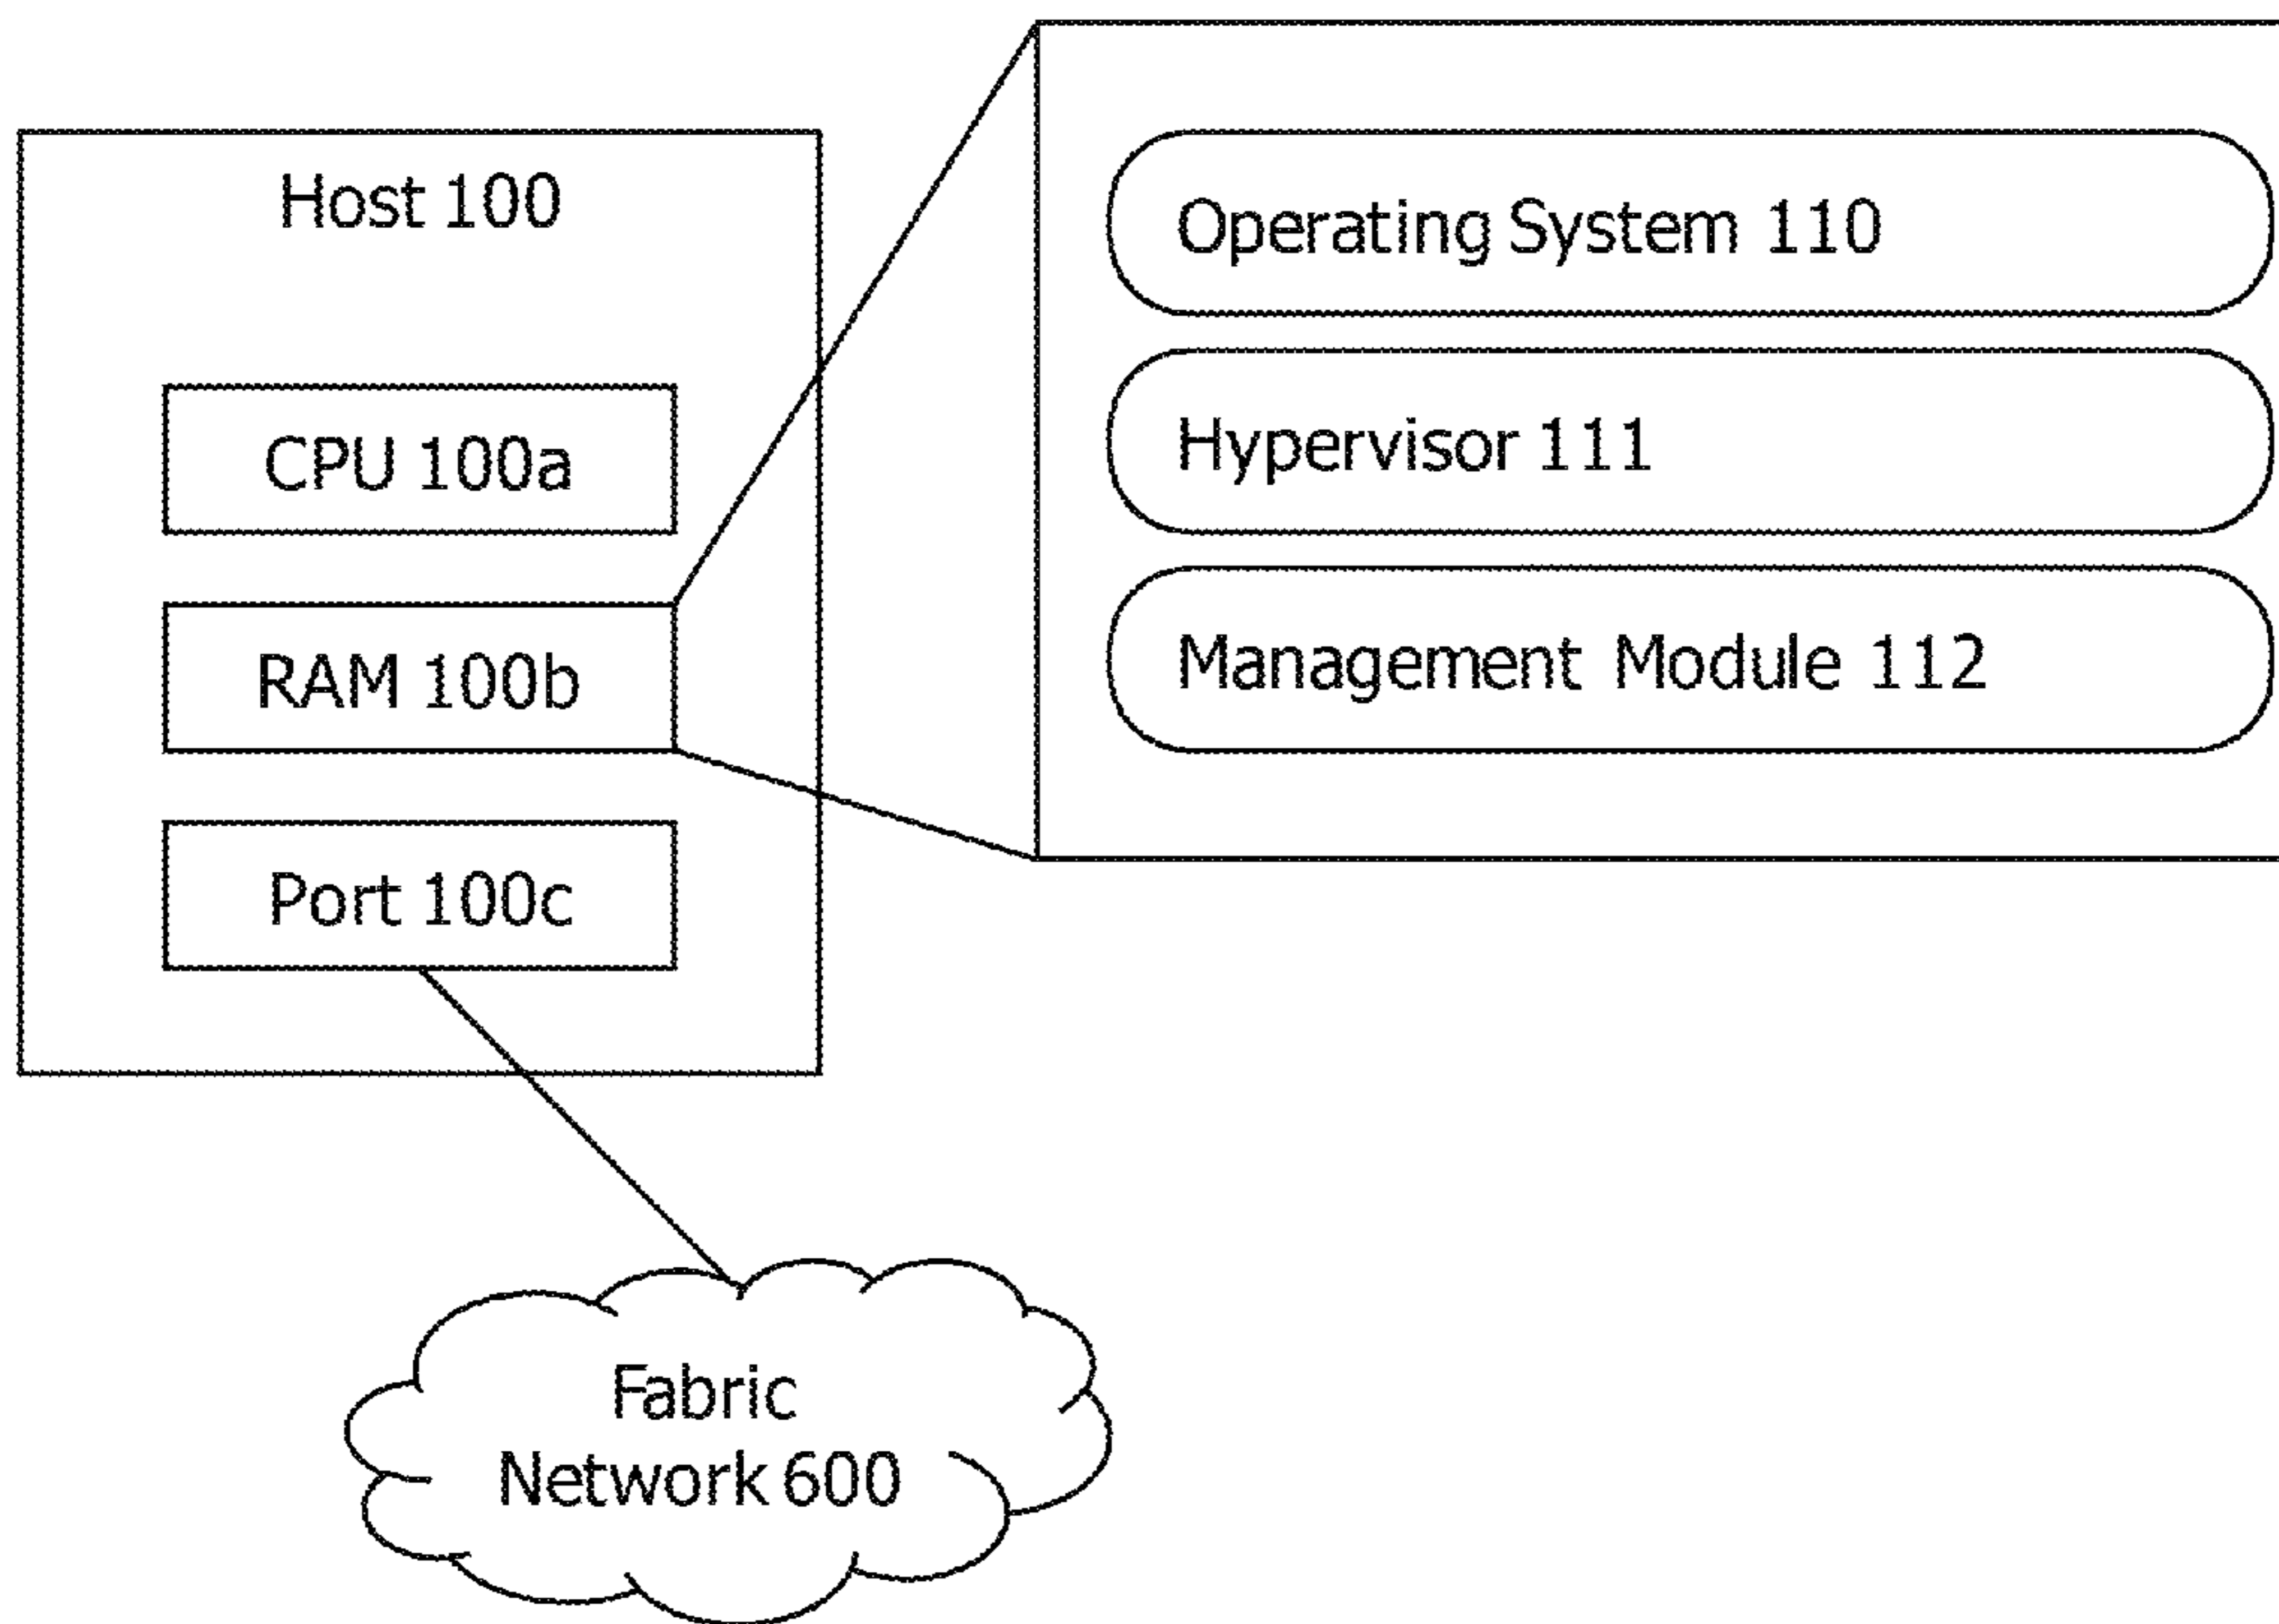 Host 100
CPU 100a
RAM 100b
Port 100c
Operating System 110
Hypervisor 111
Management Module 112
Fabric
Network 600